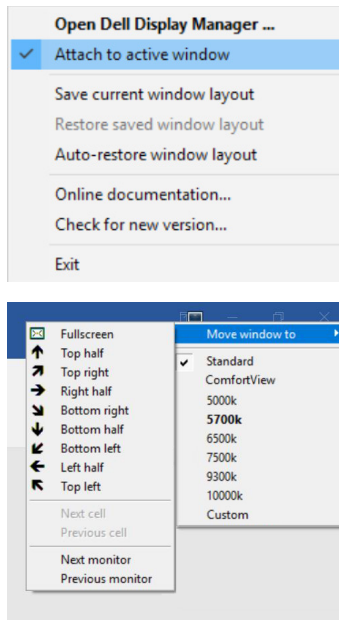 Open Dell Display Manager ...
Attach to active window
Save current window layout
Restore saved window layout
Auto-restore window layout
Online documentation...
Check for new version...
Exit
Move window to
Standard
ComfortView
5000k
5700k
6500k
7500k
9300k
10000k
Custom
Fullscreen
Top half
Top right
Right half
Bottom right
Bottom half
Bottom left
Left half
Top left
Next cell
Previous cell
Next monitor
Previous monitor